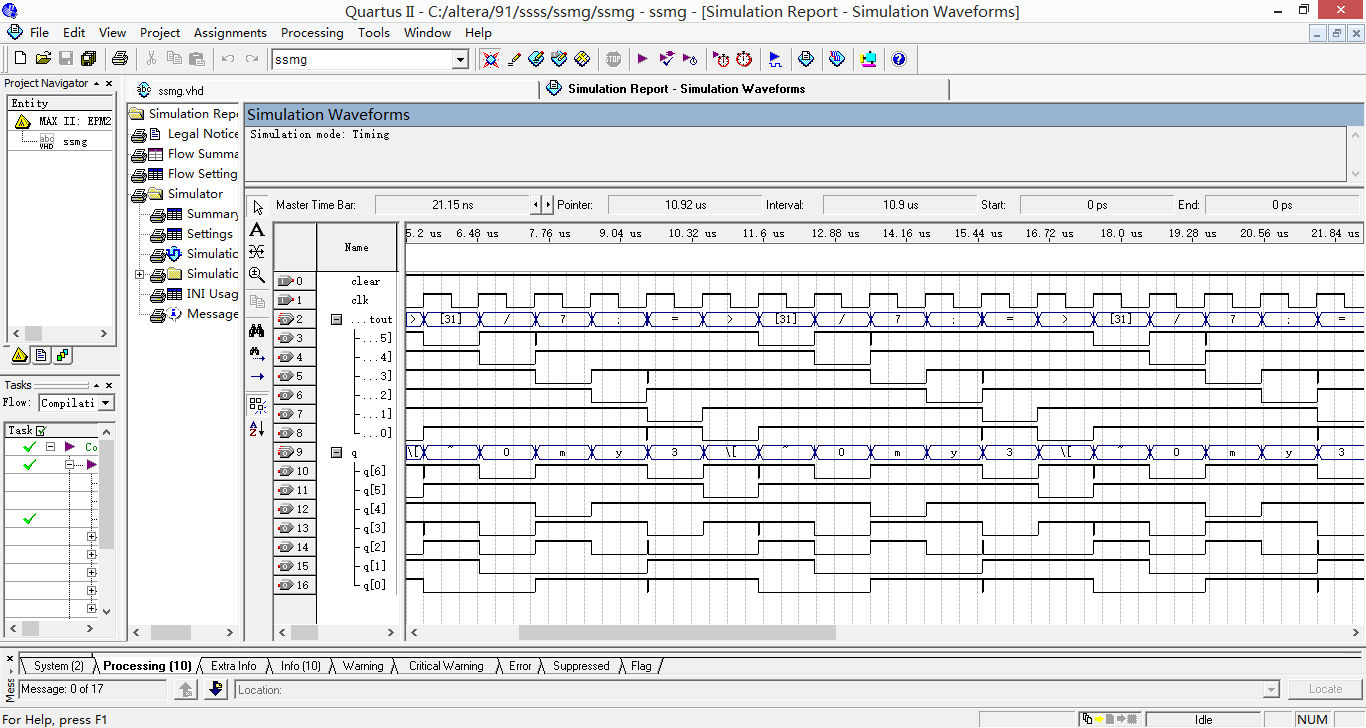 Quartus II - C:/altera/91/ssss/ssmg/ssmg - ssmg - [Simulation Report - Simulation Waveforms]
File Edit View Project Assignments Processing Tools Window Help
ssmg
Project Navigator
Entity
MAX II: EPM2
ssmg
Tasks
Flow: Compilati
Task
Co
ssmg.vhd
Simulation Report - Simulation Waveforms
Simulation Repo
Legal Notice
Flow Summa
Flow Setting
Simulator
Summary
Settings
Simulatic
Simulatic
INI Usag
Message
Simulation Waveforms
Simulation mode: Timing
Master Time Bar: 21.15 ns Pointer: 10.92 us Interval: 10.9 us Start: 0 ps End: 0 ps
Name
5.2 us 6.48 us 7.76 us 9.04 us 10.32 us 11.6 us 12.88 us 14.16 us 15.44 us 16.72 us 18.0 us 19.28 us 20.56 us 21.84 us
0 clear
1 clk
2 ...tout > [31] / 7 ; = > [31] / 7 ; = > [31] / 7 ; =
3 ...5]
4 ...4]
5 ...3]
6 ...2]
7 ...1]
8 ...0]
9 q \[ ~ O m y 3 \[ ~ O m y 3 \[ ~ O m y 3
10 q[6]
11 q[5]
12 q[4]
13 q[3]
14 q[2]
15 q[1]
16 q[0]
System (2) Processing (10) Extra Info Info (10) Warning Critical Warning Error Suppressed Flag
Mess
Message: 0 of 17 Location: Locate
For Help, press F1 Idle NUM